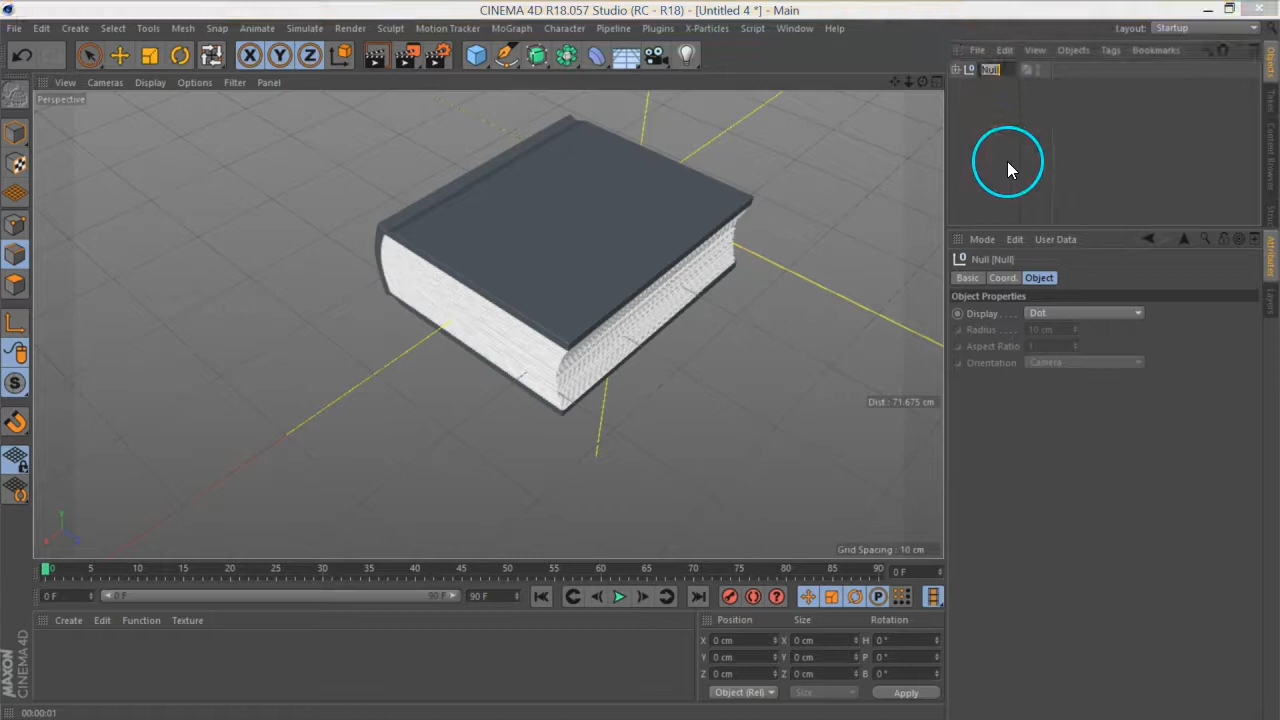 CINEMA 4D R18.057 Studio (RC - R18) - [Untitled 4 *] - Main
File Edit Create Select Tools Mesh Snap Animate Simulate Render Sculpt Motion Tracker MoGraph Character Pipeline Plugins X-Particles Script Window Help
Layout: Startup
X Y Z
File Edit View Objects Tags Bookmarks
View Cameras Display Options Filter Panel
Null
Perspective
Objects
Takes
Content Browser
Mode Edit User Data
Attributes
Layers
Null [Null]
Basic Coord. Object
Object Properties
Display . . . . Dot
Radius . . . . 10 cm
Aspect Ratio 1
Orientation . Camera
Dist : 71.675 cm
Grid Spacing : 10 cm
0 5 10 15 20 25 30 35 40 45 50 55 60 65 70 75 80 85 90 0 F
0 F 0 F 90 F 90 F
Create Edit Function Texture
Position Size Rotation
X 0 cm X 0 cm H 0 °
Y 0 cm Y 0 cm P 0 °
Z 0 cm Z 0 cm B 0 °
Object (Rel) Size Apply
MAXON
CINEMA 4D
00:00:01